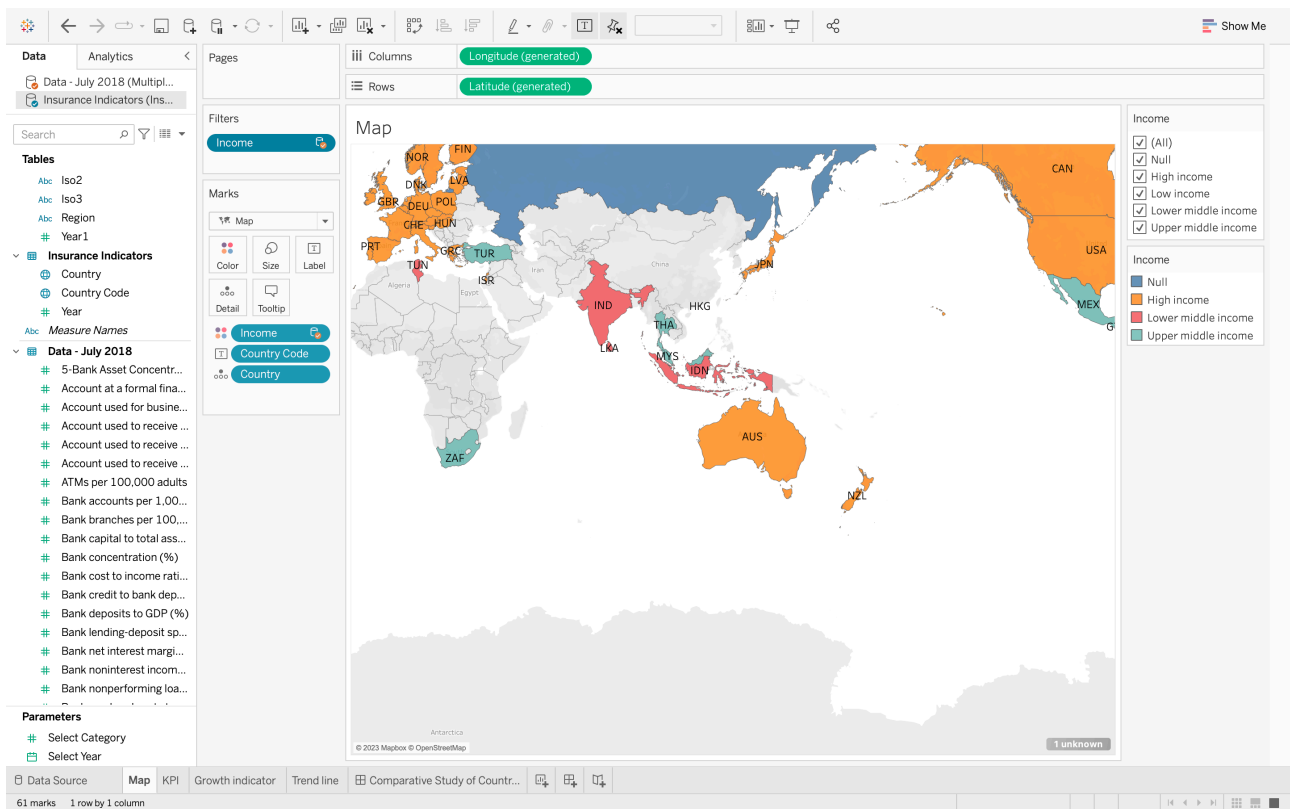 Show Me
Data
Analytics
Data - July 2018 (Multipl...
Insurance Indicators (Ins...
Search
Tables
Abc Iso2
Abc Iso3
Abc Region
# Year1
Insurance Indicators
Country
Country Code
# Year
Abc Measure Names
Data - July 2018
# 5-Bank Asset Concentr...
# Account at a formal fina...
# Account used for busine...
# Account used to receive ...
# Account used to receive ...
# Account used to receive ...
# ATMs per 100,000 adults
# Bank accounts per 1,00...
# Bank branches per 100,...
# Bank capital to total ass...
# Bank concentration (%)
# Bank cost to income rati...
# Bank credit to bank dep...
# Bank deposits to GDP (%)
# Bank lending-deposit sp...
# Bank net interest margi...
# Bank noninterest incom...
# Bank nonperforming loa...
Parameters
# Select Category
Select Year
Pages
Filters
Income
Marks
Map
Color
Size
T
Label
Detail
Tooltip
Income
T Country Code
Country
Columns
Longitude (generated)
Rows
Latitude (generated)
Map
NOR
FIN
DNK
LVA
GBR
DEU
POL
CHE
HUN
PRT
GRC
TUR
TUN
ISR
Algeria
Egypt
Iran
China
IND
LKA
HKG
THA
MYS
IDN
JPN
AUS
NZL
ZAF
CAN
USA
MEX
G
Antarctica
© 2023 Mapbox © OpenStreetMap
1 unknown
Income
(All)
Null
High income
Low income
Lower middle income
Upper middle income
Income
Null
High income
Lower middle income
Upper middle income
Data Source
Map
KPI
Growth indicator
Trend line
Comparative Study of Countr...
61 marks
1 row by 1 column